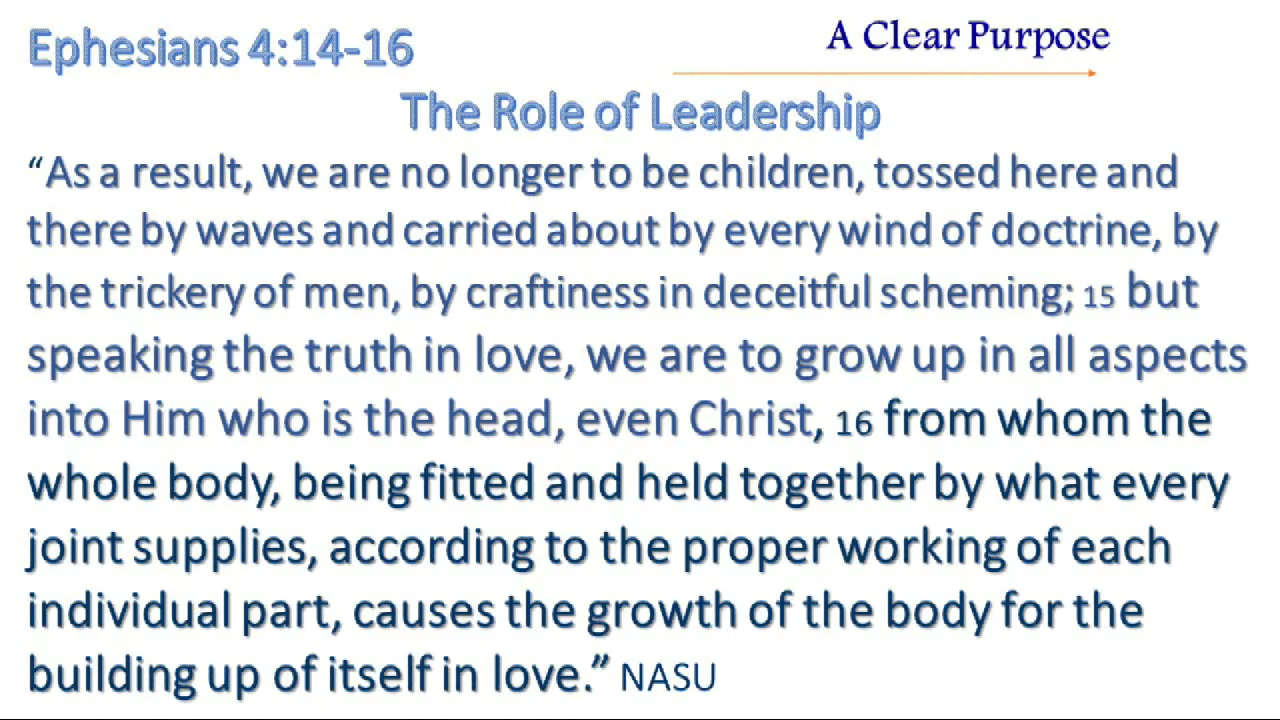 Ephesians 4:14-16
A Clear Purpose
The Role of Leadership
“As a result, we are no longer to be children, tossed here and
there by waves and carried about by every wind of doctrine, by
the trickery of men, by craftiness in deceitful scheming; 15 but
speaking the truth in love, we are to grow up in all aspects
into Him who is the head, even Christ, 16 from whom the
whole body, being fitted and held together by what every
joint supplies, according to the proper working of each
individual part, causes the growth of the body for the
building up of itself in love.” NASU